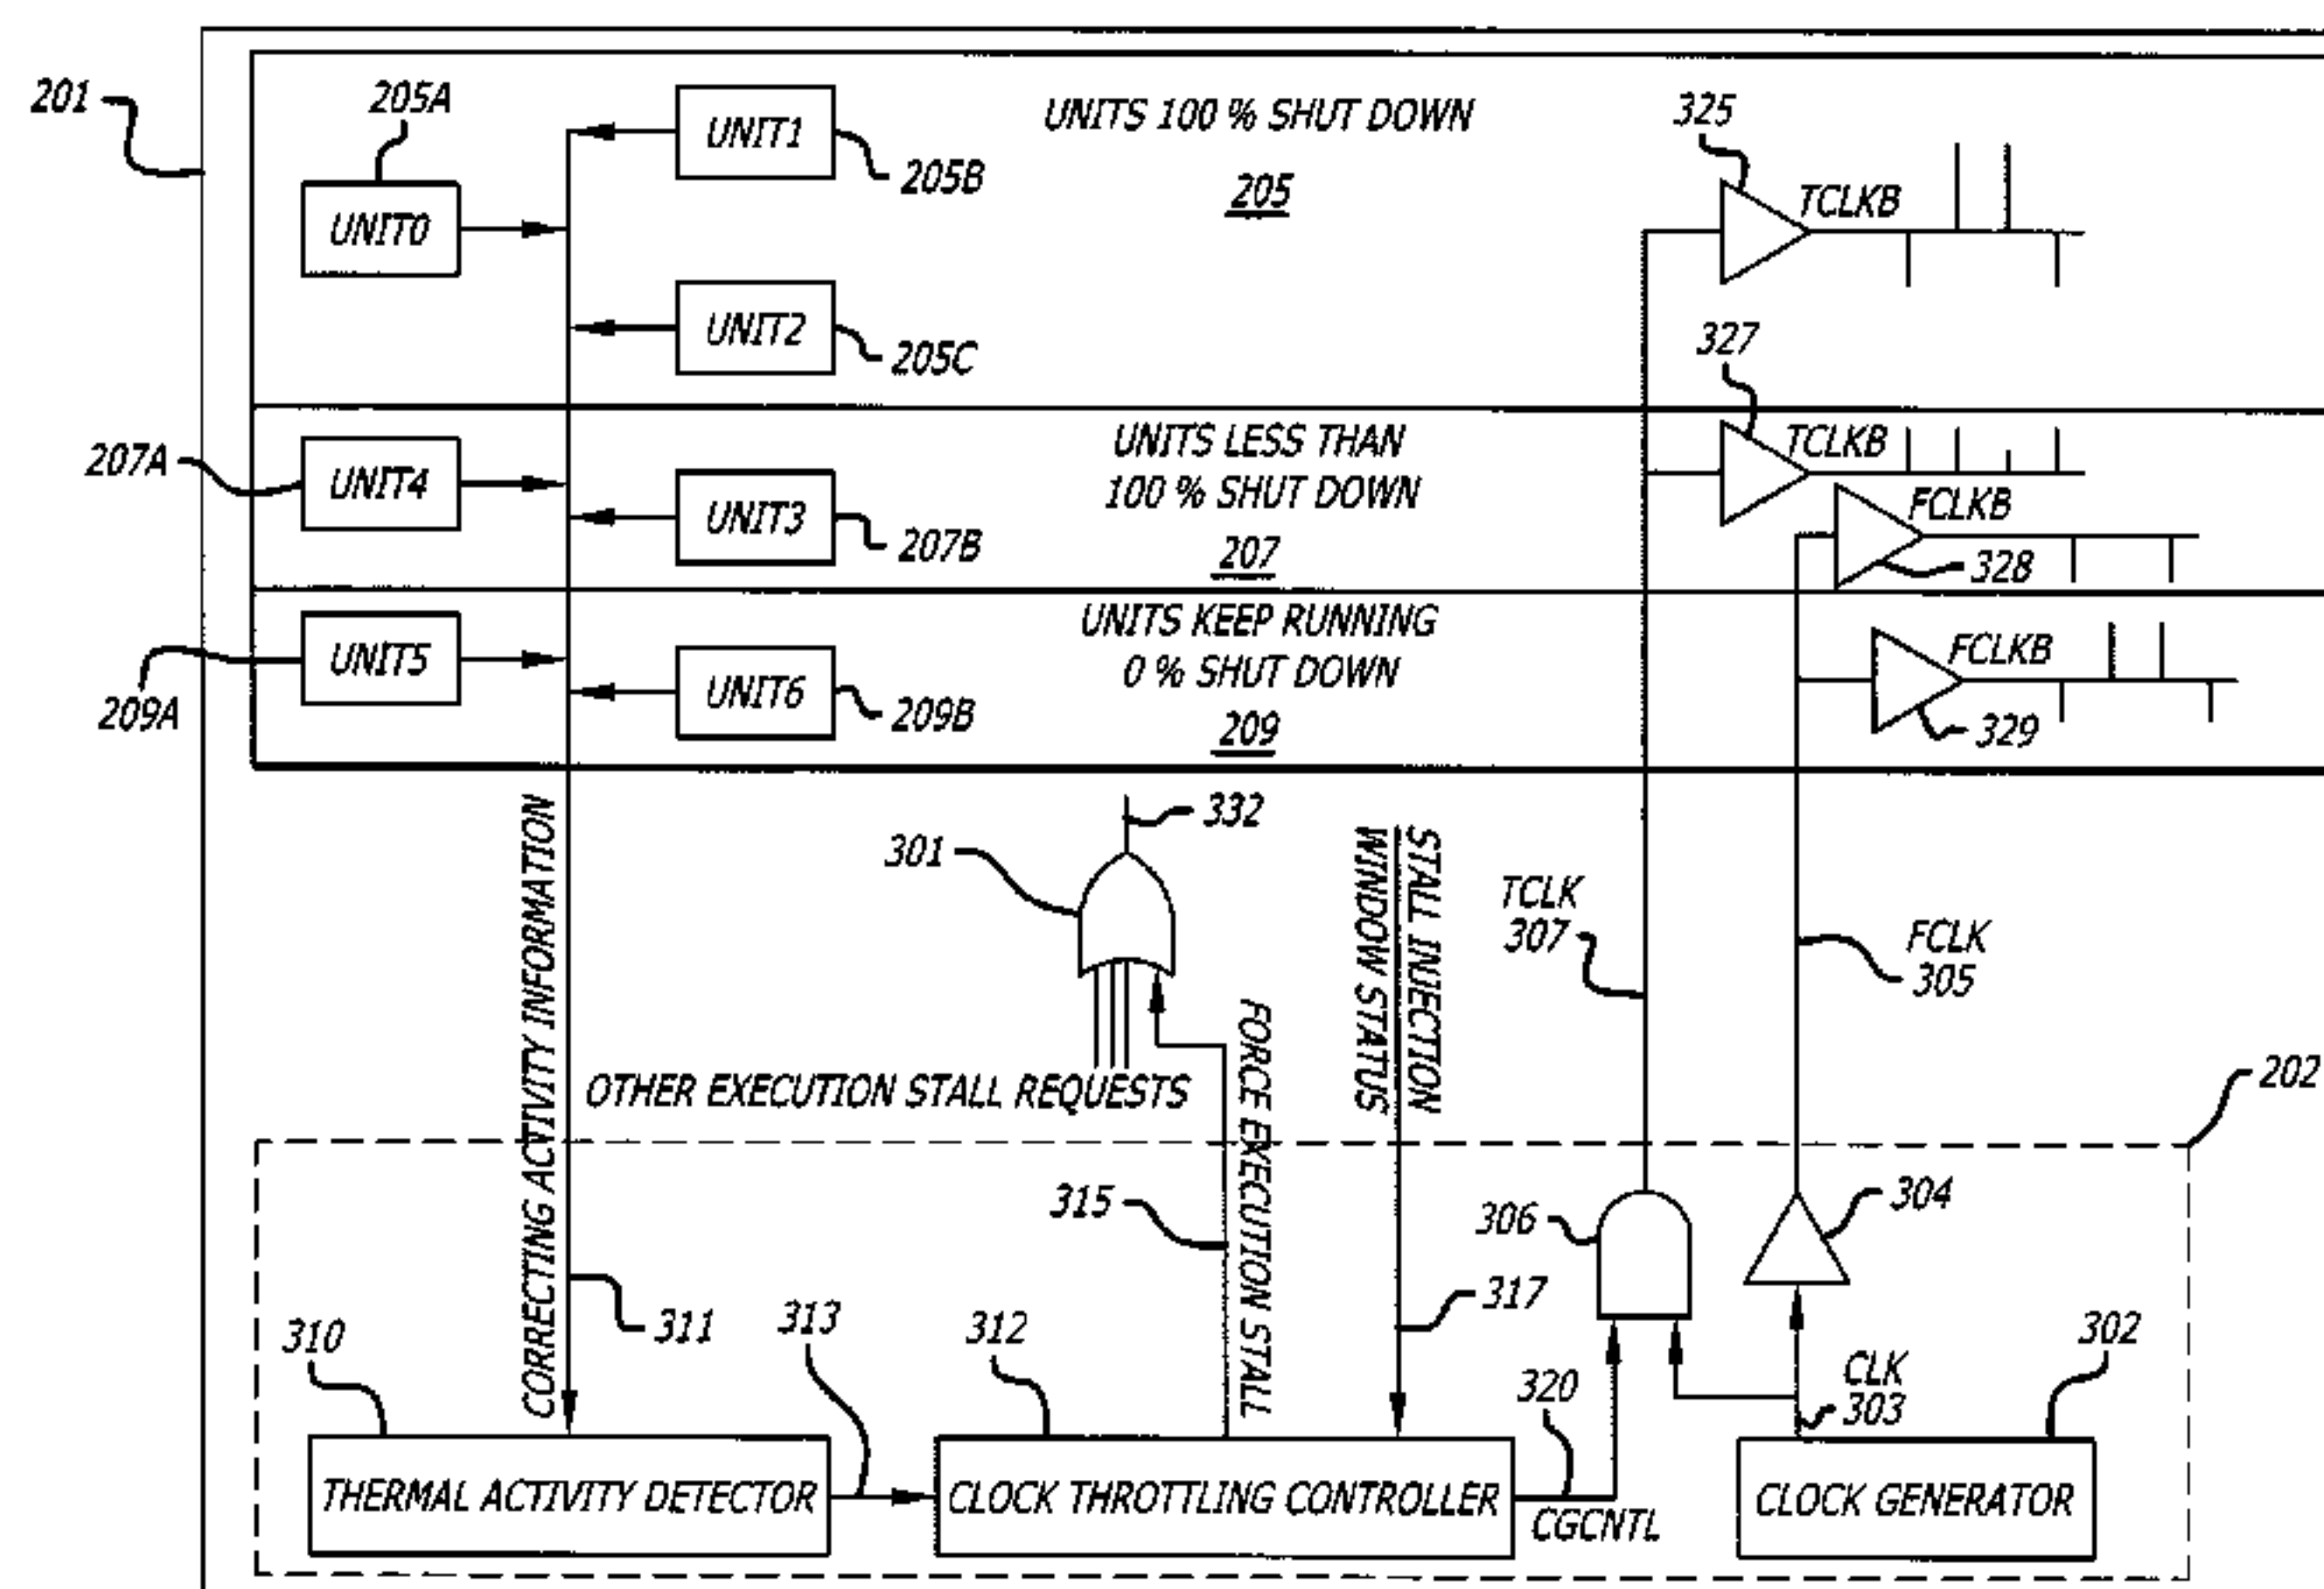 201
205A
UNIT0
UNIT1
205B
UNIT2
205C
UNITS 100 % SHUT DOWN
205
325
TCLKB
327
TCLKB
207A
UNIT4
UNIT3
207B
UNITS LESS THAN
100 % SHUT DOWN
207
FCLKB
328
209A
UNIT5
UNIT6
209B
UNITS KEEP RUNNING
0 % SHUT DOWN
209
FCLKB
329
CORRECTING ACTIVITY INFORMATION
311
301
332
OTHER EXECUTION STALL REQUESTS
FORCE EXECUTION STALL
315
STALL INJECTION
WINDOW STATUS
317
TCLK
307
FCLK
305
202
306
304
310
THERMAL ACTIVITY DETECTOR
313
312
CLOCK THROTTLING CONTROLLER
320
CGCNTL
CLK
303
302
CLOCK GENERATOR